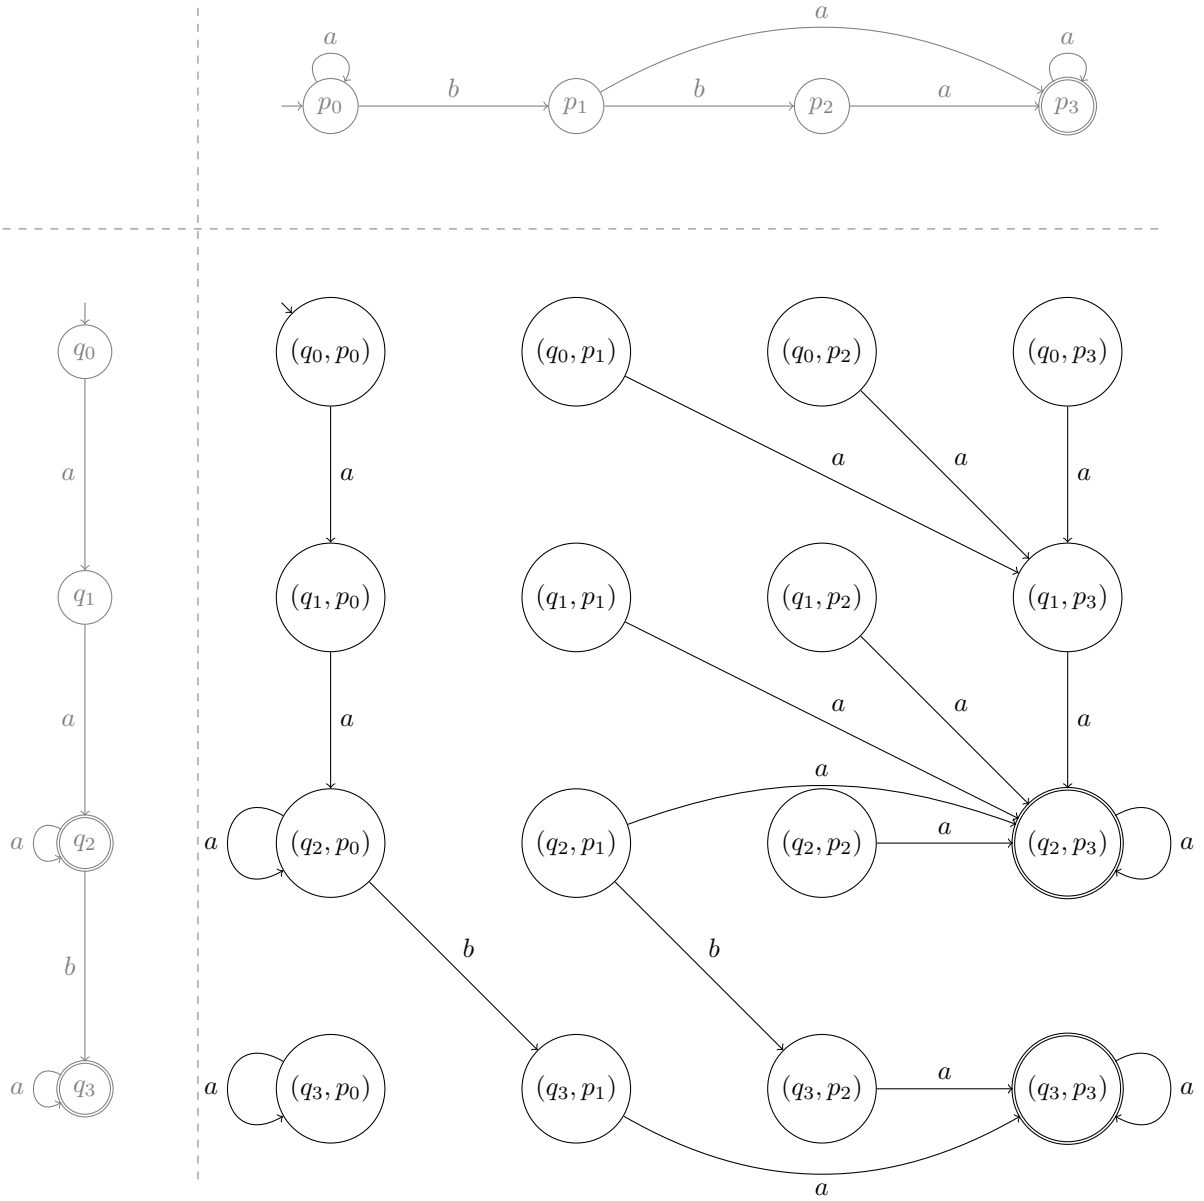 a a a
b b a
p₀ p₁ p₂ p₃
q₀ (q₀, p₀) (q₀, p₁) (q₀, p₂) (q₀, p₃)
a a a a a
q₁ (q₁, p₀) (q₁, p₁) (q₁, p₂) (q₁, p₃)
a a a a a
a
a q₂ a (q₂, p₀) (q₂, p₁) (q₂, p₂) a (q₂, p₃) a
b b b
a q₃ a (q₃, p₀) (q₃, p₁) (q₃, p₂) a (q₃, p₃) a
a